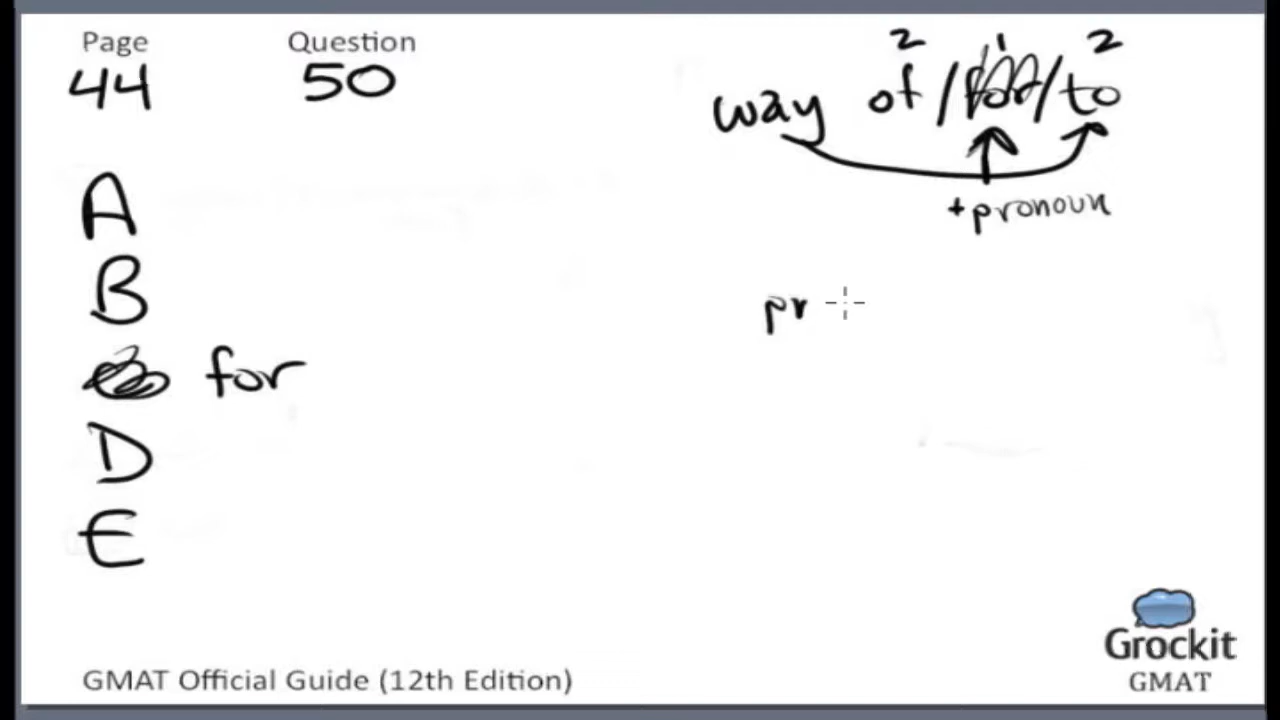 Page Question
44 50
2 1 2
way of / for / to
+ pronoun
A
B
pr
for
D
E
Grockit
GMAT
GMAT Official Guide (12th Edition)